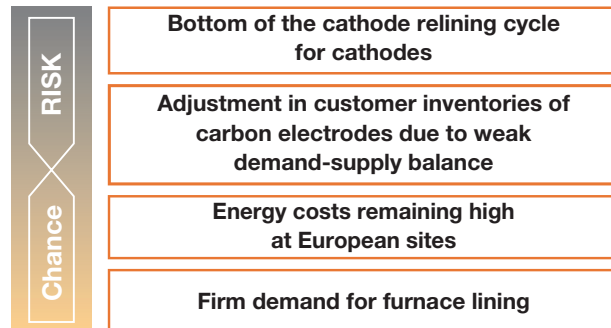 RISK
Chance
Bottom of the cathode relining cycle
for cathodes
Adjustment in customer inventories of
carbon electrodes due to weak
demand-supply balance
Energy costs remaining high
at European sites
Firm demand for furnace lining